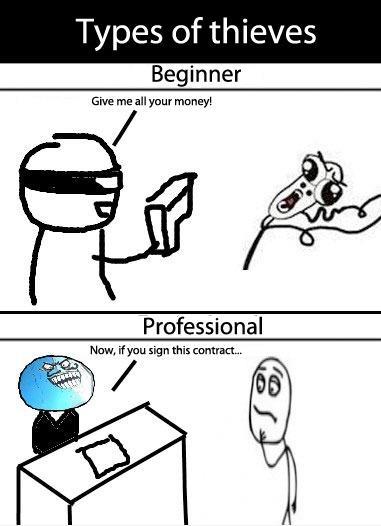 Types of thieves
Beginner
Give me all your money!
Professional
Now, if you sign this contract...